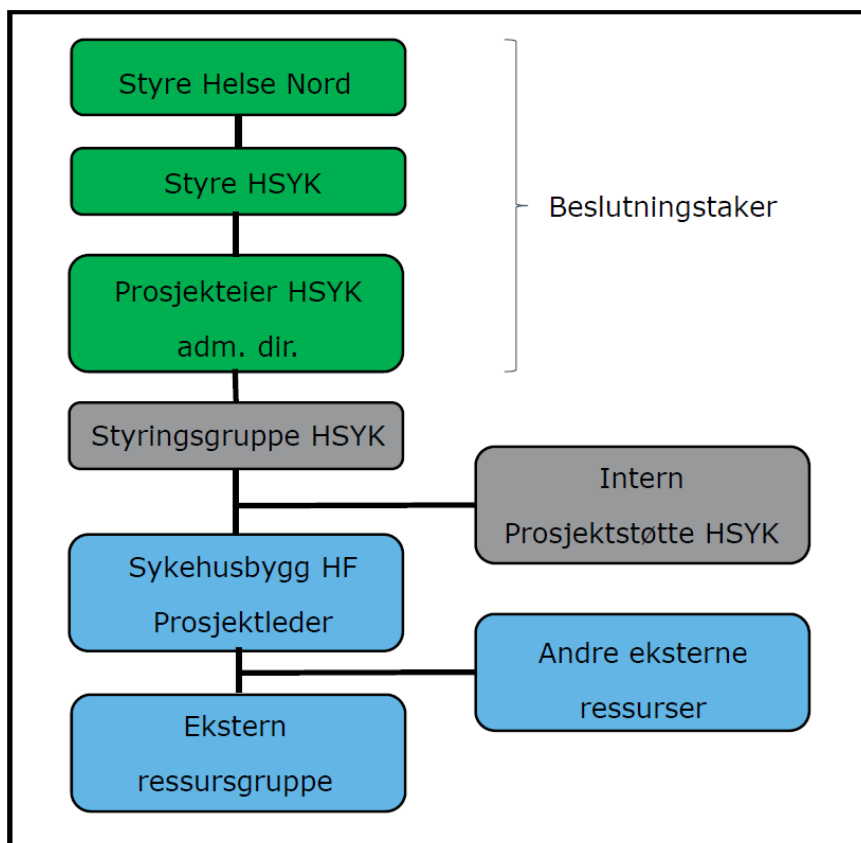 Styre Helse Nord
Styre HSYK
Beslutningstaker
Prosjekteier HSYK
adm. dir.
Styringsgruppe HSYK
Intern
Prosjektstøtte HSYK
Sykehusbygg HF
Prosjektleder
Andre eksterne
ressurser
Ekstern
ressursgruppe